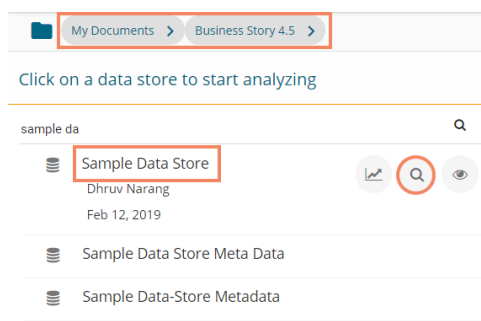 My Documents > Business Story 4.5 >
Click on a data store to start analyzing
sample da
Sample Data Store
Dhruv Narang
Feb 12, 2019
Sample Data Store Meta Data
Sample Data-Store Metadata